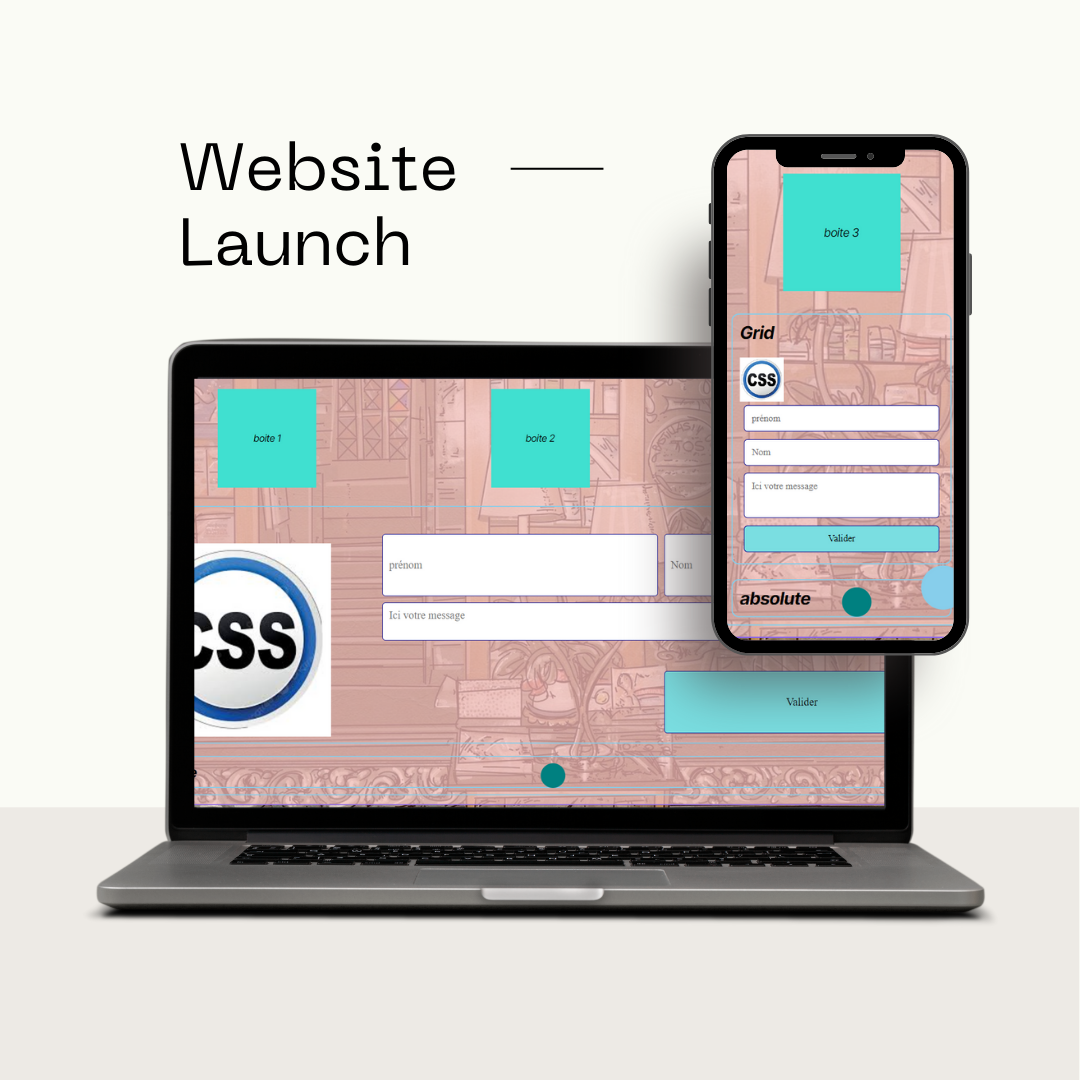 Website
Launch
boite 1
boite 2
CSS
prénom
Nom
Ici votre message
Valider
boite 3
Grid
CSS
prénom
Nom
Ici votre message
Valider
absolute